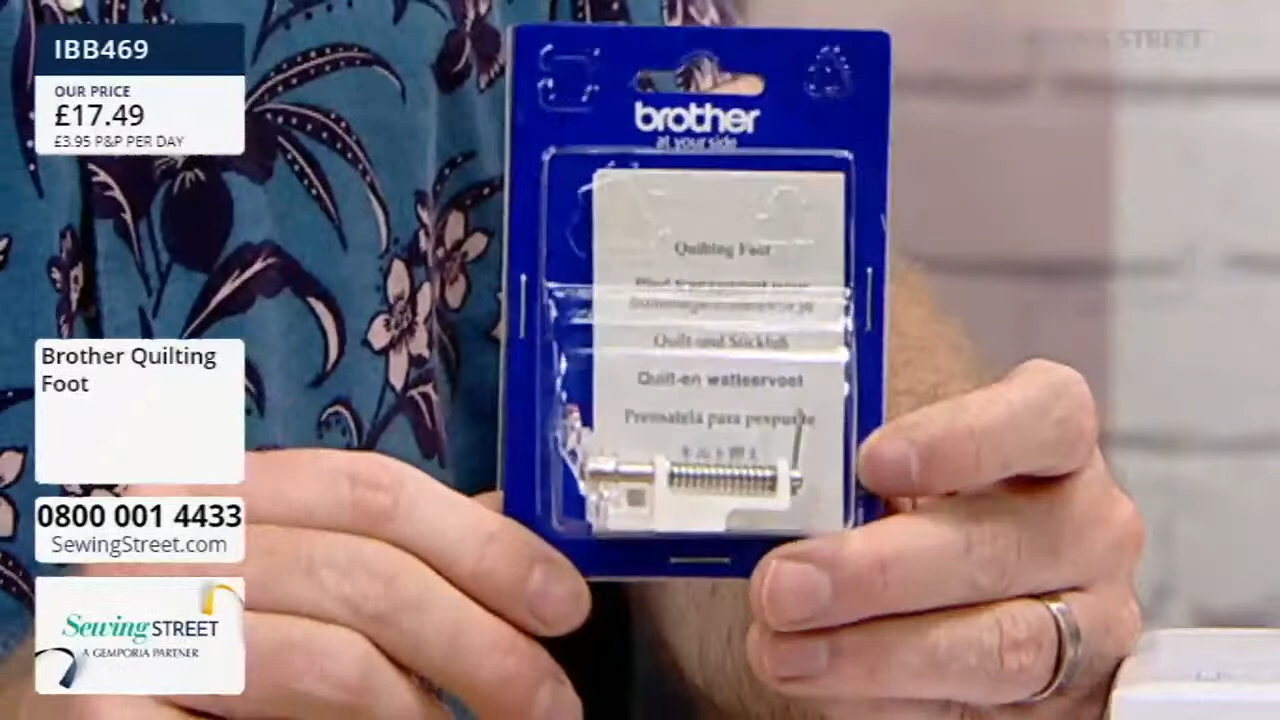 IBB469
OUR PRICE
£17.49
£3.95 P&P PER DAY
Brother Quilting
Foot
0800 001 4433
SewingStreet.com
Sewing STREET
A GEMPORIA PARTNER
STREET
brother
at your side
Quilting Foot
Quilt-und Stickfuß
Quilt-en watteervoet
Prensatela para pespunte